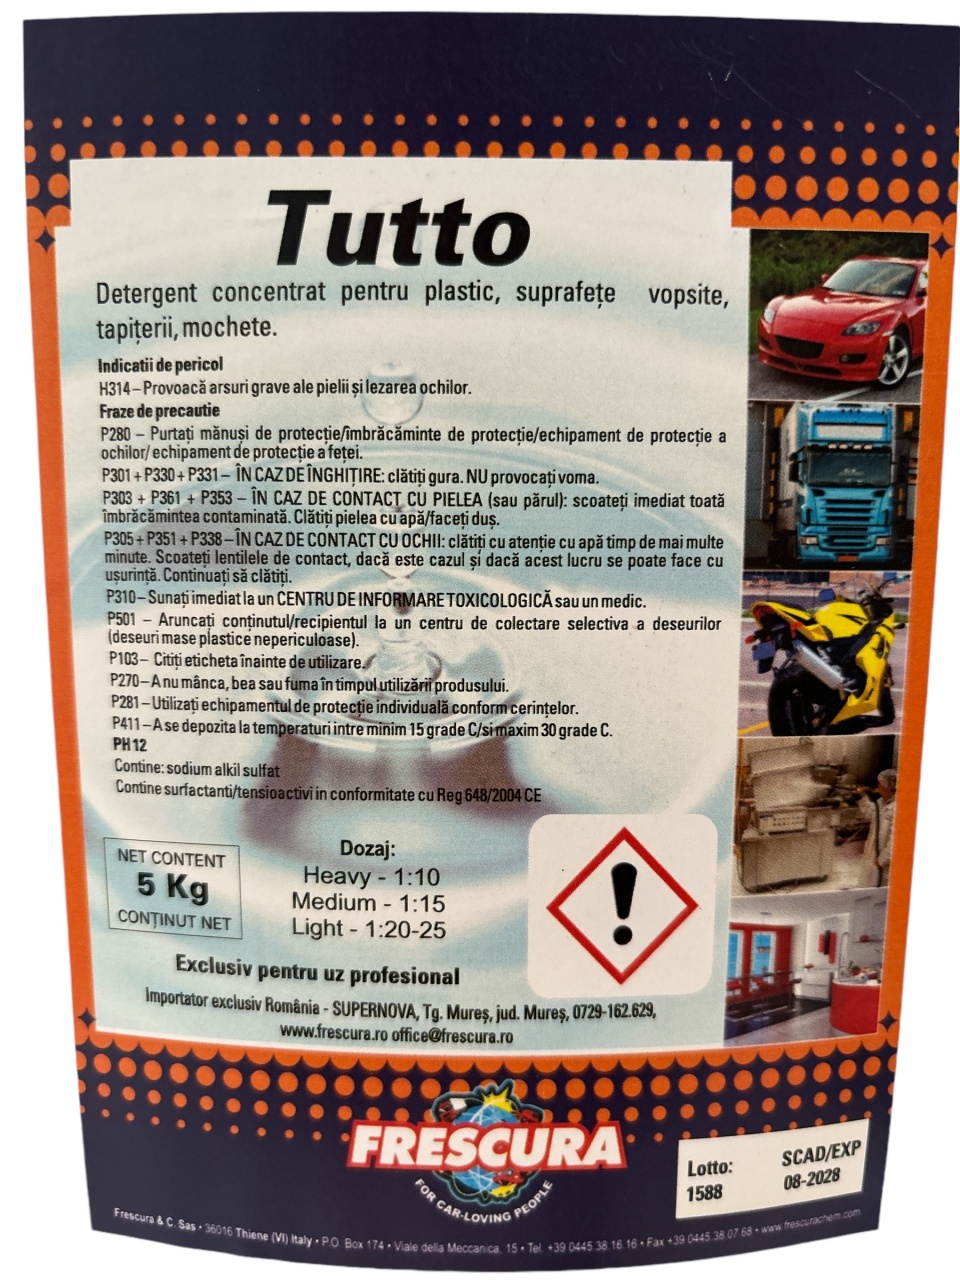 Tutto
Detergent concentrat pentru plastic, suprafețe vopsite,
tapițerii, mochete.
Indicatii de pericol
H314 – Provoacă arsuri grave ale pielii și lezarea ochilor.
Fraze de precautie
P280 – Purtați mănuși de protecție/îmbrăcăminte de protecție/echipament de protecție a
ochilor/ echipament de protecție a feței.
P301 + P330 + P331 – ÎN CAZ DE ÎNGHIȚIRE: clătiți gura. NU provocați voma.
P303 + P361 + P353 – ÎN CAZ DE CONTACT CU PIELEA (sau părul): scoateți imediat toată
îmbrăcămintea contaminată. Clătiți pielea cu apă/faceți duș.
P305 + P351 + P338 – ÎN CAZ DE CONTACT CU OCHII: clătiți cu atenție cu apă timp de mai multe
minute. Scoateți lentilele de contact, dacă este cazul și dacă acest lucru se poate face cu
ușurință. Continuați să clătiți.
P310 – Sunați imediat la un CENTRU DE INFORMARE TOXICOLOGICĂ sau un medic.
P501 – Aruncați conținutul/recipientul la un centru de colectare selectiva a deseurilor
(deseuri mase plastice nepericuloase).
P103 – Citiți eticheta înainte de utilizare.
P270 – A nu mânca, bea sau fuma în timpul utilizării produsului.
P281 – Utilizați echipamentul de protecție individuală conform cerințelor.
P411 – A se depozita la temperaturi intre minim 15 grade C/si maxim 30 grade C.
PH 12
Contine: sodium alkil sulfat
Contine surfactanti/tensioactivi in conformitate cu Reg 648/2004 CE
NET CONTENT
5 Kg
CONȚINUT NET
Dozaj:
Heavy - 1:10
Medium - 1:15
Light - 1:20-25
Exclusiv pentru uz profesional
Importator exclusiv România - SUPERNOVA, Tg. Mureș, jud. Mureș, 0729-162.629,
www.frescura.ro office@frescura.ro
FRESCURA
FOR CAR-LOVING PEOPLE
Lotto: SCAD/EXP
1588 08-2028
Frescura & C. Sas • 36016 Thiene (VI) Italy • P.O. Box 174 • Viale della Meccanica, 15 • Tel. +39 0445.38.16.16 • Fax +39 0445.38.07.68 • www.frescurachem.com